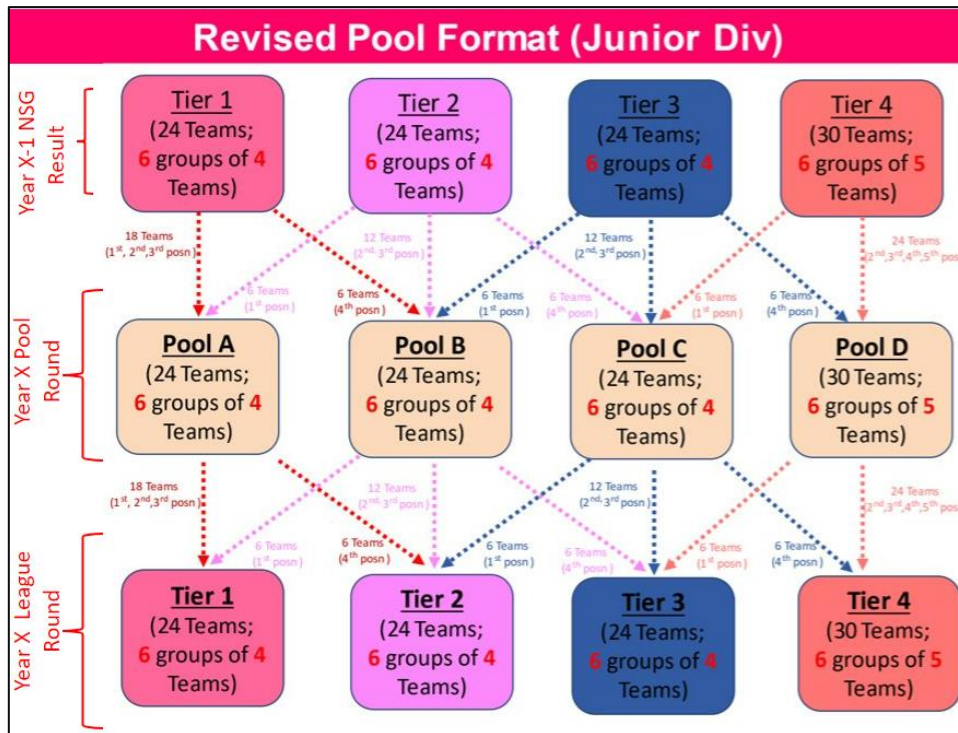 Revised Pool Format (Junior Div)
Year X-1 NSG
Result
Tier 1
(24 Teams;
6 groups of 4
Teams)
Tier 2
(24 Teams;
6 groups of 4
Teams)
Tier 3
(24 Teams;
6 groups of 4
Teams)
Tier 4
(30 Teams;
6 groups of 5
Teams)
18 Teams
(1st, 2nd,3rd posn)
12 Teams
(2nd, 3rd posn)
12 Teams
(2nd, 3rd posn)
24 Teams
(2nd,3rd,4th,5th pos
6 Teams
(1st posn)
6 Teams
(4th posn)
6 Teams
(1st posn)
6 Teams
(4th posn)
6 Teams
(1st posn)
6 Teams
(4th posn)
Year X Pool
Round
Pool A
(24 Teams;
6 groups of 4
Teams)
Pool B
(24 Teams;
6 groups of 4
Teams)
Pool C
(24 Teams;
6 groups of 4
Teams)
Pool D
(30 Teams;
6 groups of 5
Teams)
18 Teams
(1st, 2nd,3rd posn)
12 Teams
(2nd, 3rd posn)
12 Teams
(2nd, 3rd posn)
24 Teams
(2nd,3rd,4th,5th pos
6 Teams
(1st posn)
6 Teams
(4th posn)
6 Teams
(1st posn)
6 Teams
(4th posn)
6 Teams
(1st posn)
6 Teams
(4th posn)
Year X League
Round
Tier 1
(24 Teams;
6 groups of 4
Teams)
Tier 2
(24 Teams;
6 groups of 4
Teams)
Tier 3
(24 Teams;
6 groups of 4
Teams)
Tier 4
(30 Teams;
6 groups of 5
Teams)